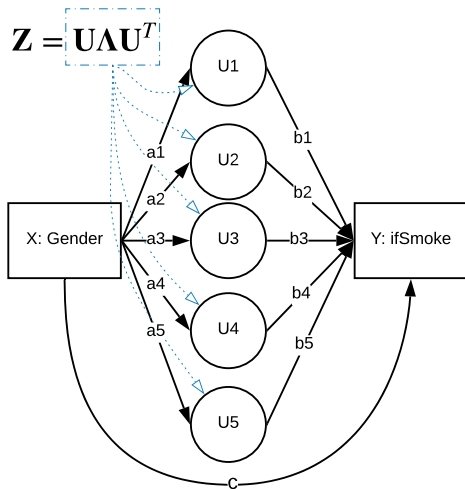 Z = UΛU^T
U1
a1
b1
U2
a2
b2
X: Gender
a3
U3
b3
Y: ifSmoke
a4
b4
U4
a5
b5
U5
c